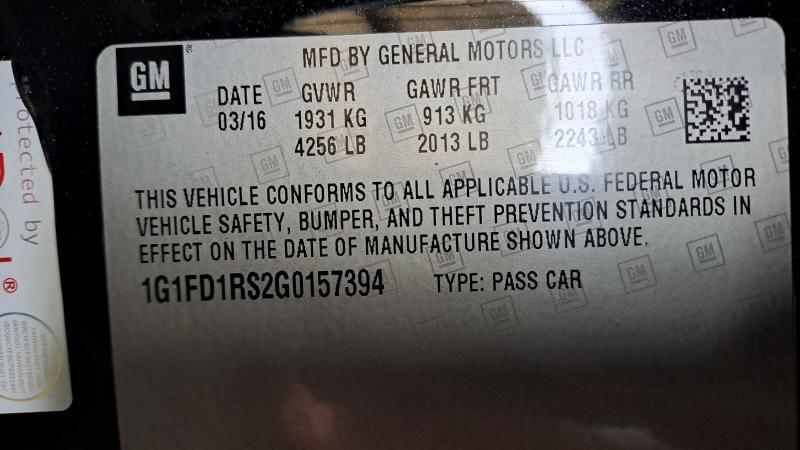 GM
MFD BY GENERAL MOTORS LLC
DATE GVWR GAWR FRT GAWR RR
03/16 1931 KG 913 KG 1018 KG
4256 LB 2013 LB 2243 LB
THIS VEHICLE CONFORMS TO ALL APPLICABLE U.S. FEDERAL MOTOR
VEHICLE SAFETY, BUMPER, AND THEFT PREVENTION STANDARDS IN
EFFECT ON THE DATE OF MANUFACTURE SHOWN ABOVE.
1G1FD1RS2G0157394 TYPE: PASS CAR
rotected by